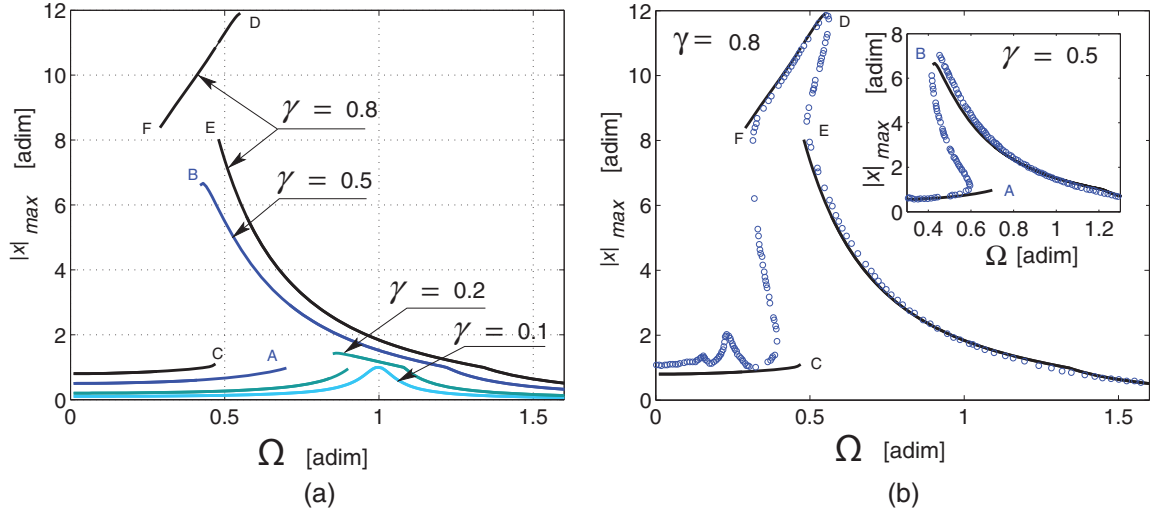 12
10
8
6
4
2
0
|x| max [adim]
D
F
E
B
C
A
γ = 0.8
γ = 0.5
γ = 0.2
γ = 0.1
0 0.5 1 1.5
Ω [adim]
(a)
12
10
8
6
4
2
0
|x| max [adim]
γ = 0.8
D
F
E
C
0 0.5 1 1.5
Ω [adim]
8
6
4
2
0
|x| max [adim]
B
γ = 0.5
A
0.4 0.6 0.8 1 1.2
Ω [adim]
(b)